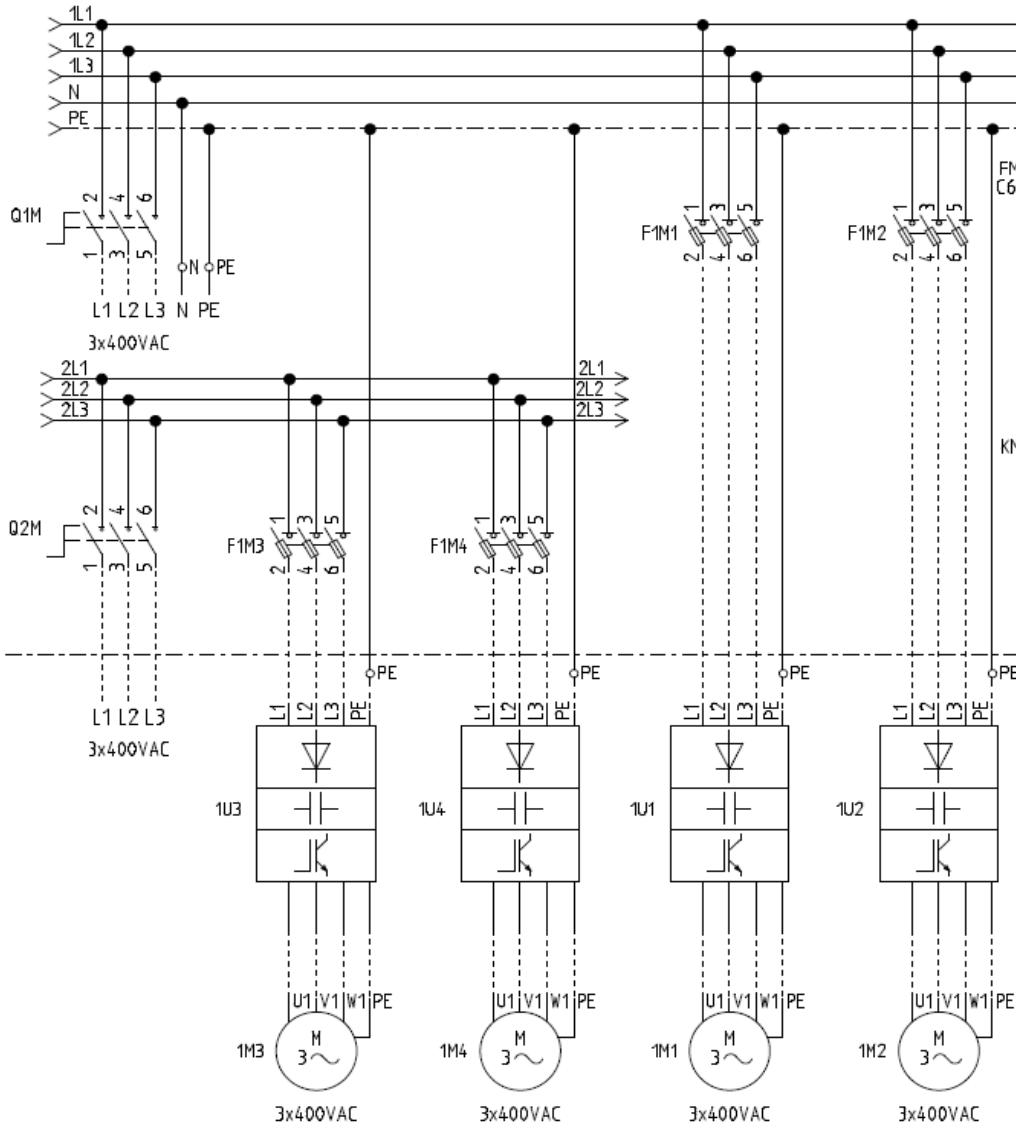 1L1
1L2
1L3
N
PE
FM
C6
Q1M
2 4 6
1 3 5
F1M1
1 3 5
2 4 6
F1M2
1 3 5
2 4 6
N PE
L1 L2 L3 N PE
3x400VAC
2L1 2L1
2L2 2L2
2L3 2L3
KN
Q2M
2 4 6
1 3 5
F1M3
1 3 5
2 4 6
F1M4
1 3 5
2 4 6
PE PE PE PE
L1 L2 L3
3x400VAC
L1 L2 L3 PE
L1 L2 L3 PE
L1 L2 L3 PE
L1 L2 L3 PE
1U3 1U4 1U1 1U2
U1 V1 W1 PE
U1 V1 W1 PE
U1 V1 W1 PE
U1 V1 W1 PE
1M3
M
3
1M4
M
3
1M1
M
3
1M2
M
3
3x400VAC 3x400VAC 3x400VAC 3x400VAC